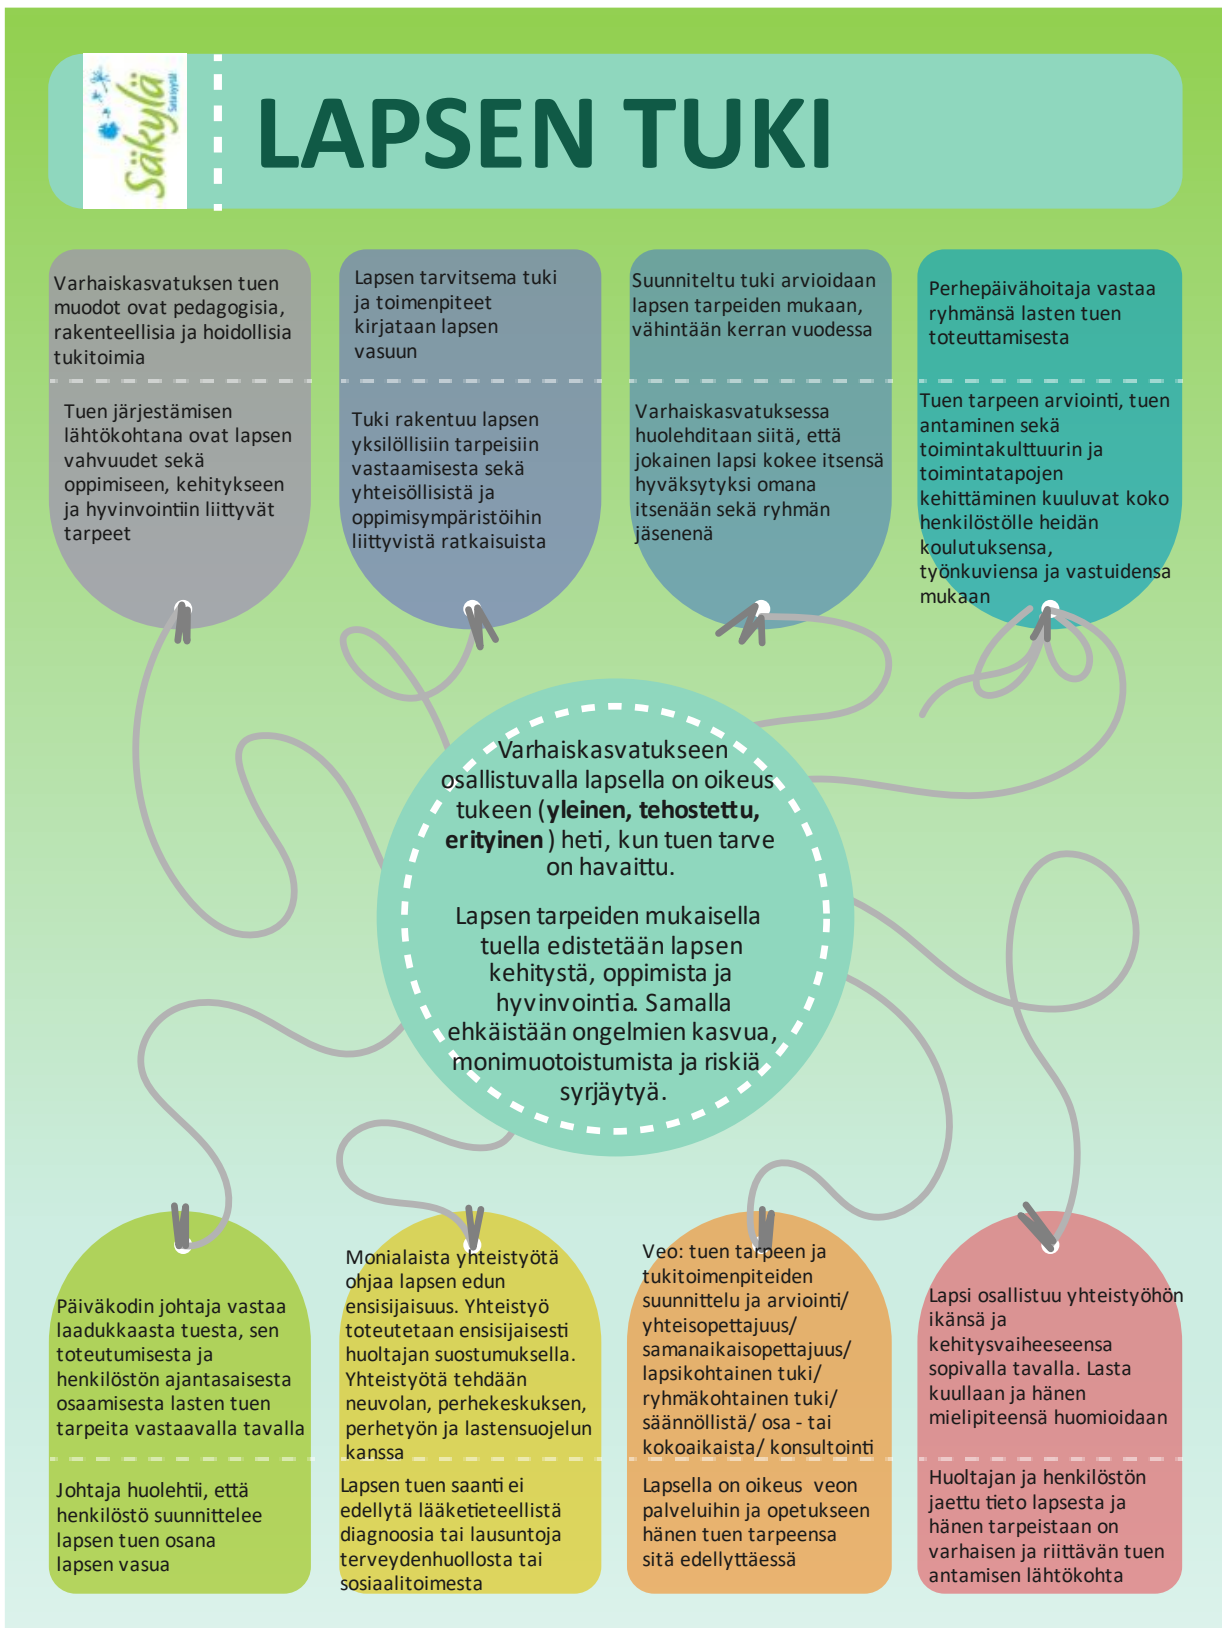 Säkylä
LAPSEN TUKI
Varhaiskasvatuksen tuen
muodot ovat pedagogisia,
rakenteellisia ja hoidollisia
tukitoimia
Tuen järjestämisen
lähtökohtana ovat lapsen
vahvuudet sekä
oppimiseen, kehitykseen
ja hyvinvointiin liittyvät
tarpeet
Lapsen tarvitsema tuki
ja toimenpiteet
kirjataan lapsen
vasuun
Tuki rakentuu lapsen
yksilöllisiin tarpeisiin
vastaamisesta sekä
yhteisöllisistä ja
oppimisympäristöihin
liittyvistä ratkaisuista
Suunniteltu tuki arvioidaan
lapsen tarpeiden mukaan,
vähintään kerran vuodessa
Varhaiskasvatuksessa
huolehditaan siitä, että
jokainen lapsi kokee itsensä
hyväksytyksi omana
itsenään sekä ryhmän
jäsenenä
Perhepäivähoitaja vastaa
ryhmänsä lasten tuen
toteuttamisesta
Tuen tarpeen arviointi, tuen
antaminen sekä
toimintakulttuurin ja
toimintatapojen
kehittäminen kuuluvat koko
henkilöstölle heidän
koulutuksensa,
työnkuviensa ja vastuidensa
mukaan
Varhaiskasvatukseen
osallistuvalla lapsella on oikeus
tukeen (yleinen, tehostettu,
erityinen ) heti, kun tuen tarve
on havaittu.
Lapsen tarpeiden mukaisella
tuella edistetään lapsen
kehitystä, oppimista ja
hyvinvointia. Samalla
ehkäistään ongelmien kasvua,
monimuotoistumista ja riskiä
syrjäytyä.
Päiväkodin johtaja vastaa
laadukkaasta tuesta, sen
toteutumisesta ja
henkilöstön ajantasaisesta
osaamisesta lasten tuen
tarpeita vastaavalla tavalla
Johtaja huolehtii, että
henkilöstö suunnittelee
lapsen tuen osana
lapsen vasua
Monialaista yhteistyötä
ohjaa lapsen edun
ensisijaisuus. Yhteistyö
toteutetaan ensisijaisesti
huoltajan suostumuksella.
Yhteistyötä tehdään
neuvolan, perhekeskuksen,
perhetyön ja lastensuojelun
kanssa
Lapsen tuen saanti ei
edellytä lääketieteellistä
diagnoosia tai lausuntoja
terveydenhuollosta tai
sosiaalitoimesta
Veo: tuen tarpeen ja
tukitoimenpiteiden
suunnittelu ja arviointi/
yhteisopettajuus/
samanaikaisopettajuus/
lapsikohtainen tuki/
ryhmäkohtainen tuki/
säännöllistä/ osa - tai
kokoaikaista/ konsultointi
Lapsella on oikeus veon
palveluihin ja opetukseen
hänen tuen tarpeensa
sitä edellyttäessä
Lapsi osallistuu yhteistyöhön
ikänsä ja
kehitysvaiheeseensa
sopivalla tavalla. Lasta
kuullaan ja hänen
mielipiteensä huomioidaan
Huoltajan ja henkilöstön
jaettu tieto lapsesta ja
hänen tarpeistaan on
varhaisen ja riittävän tuen
antamisen lähtökohta